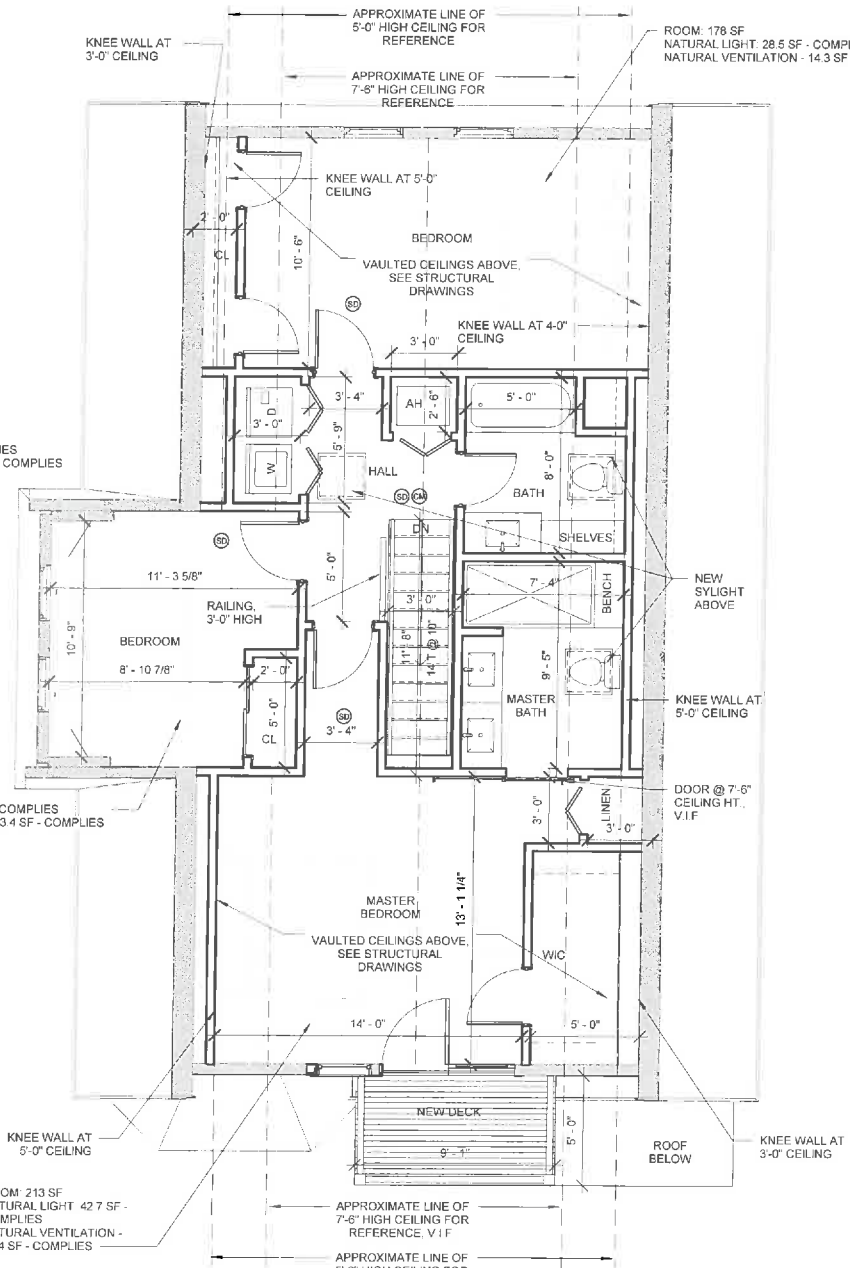 APPROXIMATE LINE OF
5'-0" HIGH CEILING FOR
REFERENCE
KNEE WALL AT
3'-0" CEILING
ROOM: 178 SF
NATURAL LIGHT: 28.5 SF - COMPL
NATURAL VENTILATION - 14.3 SF
APPROXIMATE LINE OF
7'-6" HIGH CEILING FOR
REFERENCE
KNEE WALL AT 5'-0"
CEILING
2' - 0"
CL
10' - 6"
BEDROOM
VAULTED CEILINGS ABOVE,
SEE STRUCTURAL
DRAWINGS
SD
KNEE WALL AT 4-0"
CEILING
3' - 0"
D
3' - 0"
3' - 4"
AH
2' - 6"
5' - 0"
5' - 9"
COMPLIES
W
HALL
8' - 0"
BATH
SD CM
DN
SHELVES
SD
11' - 3 5/8"
5' - 0"
RAILING,
3'-0" HIGH
3' - 0"
7' - 4"
BENCH
NEW
SYLIGHT
ABOVE
10' - 9"
BEDROOM
8' - 10 7/8"
2' - 0"
5' - 0"
CL
11' - 8"
14 T @ 10"
9' - 5"
MASTER
BATH
KNEE WALL AT
5'-0" CEILING
SD
3' - 4"
COMPLIES
3.4 SF - COMPLIES
DOOR @ 7'-6"
CEILING HT.,
V.I.F
3' - 0"
LINEN
3' - 0"
MASTER
BEDROOM
13' - 1 1/4"
VAULTED CEILINGS ABOVE,
SEE STRUCTURAL
DRAWINGS
WIC
14' - 0"
5' - 0"
NEW DECK
9' - 1"
5' - 0"
KNEE WALL AT
5'-0" CEILING
ROOF
BELOW
KNEE WALL AT
3'-0" CEILING
OM: 213 SF
TURAL LIGHT 42.7 SF -
MPLIES
TURAL VENTILATION -
4 SF - COMPLIES
APPROXIMATE LINE OF
7'-6" HIGH CEILING FOR
REFERENCE, V.I.F
APPROXIMATE LINE OF